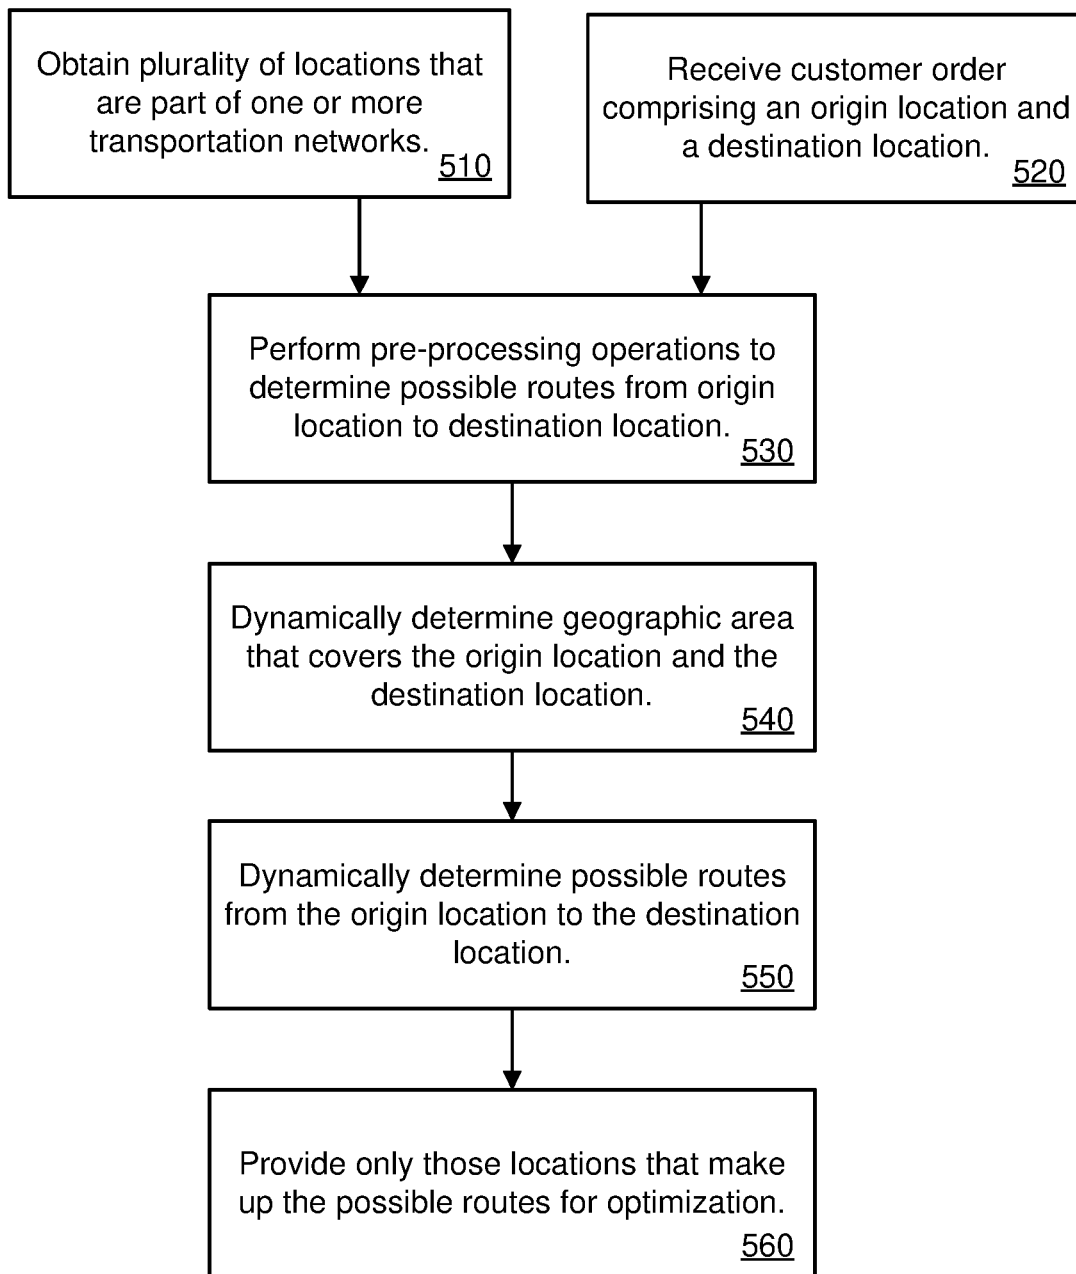 Obtain plurality of locations that
are part of one or more
transportation networks.
510
Receive customer order
comprising an origin location and
a destination location.
520
Perform pre-processing operations to
determine possible routes from origin
location to destination location.
530
Dynamically determine geographic area
that covers the origin location and the
destination location.
540
Dynamically determine possible routes
from the origin location to the destination
location.
550
Provide only those locations that make
up the possible routes for optimization.
560